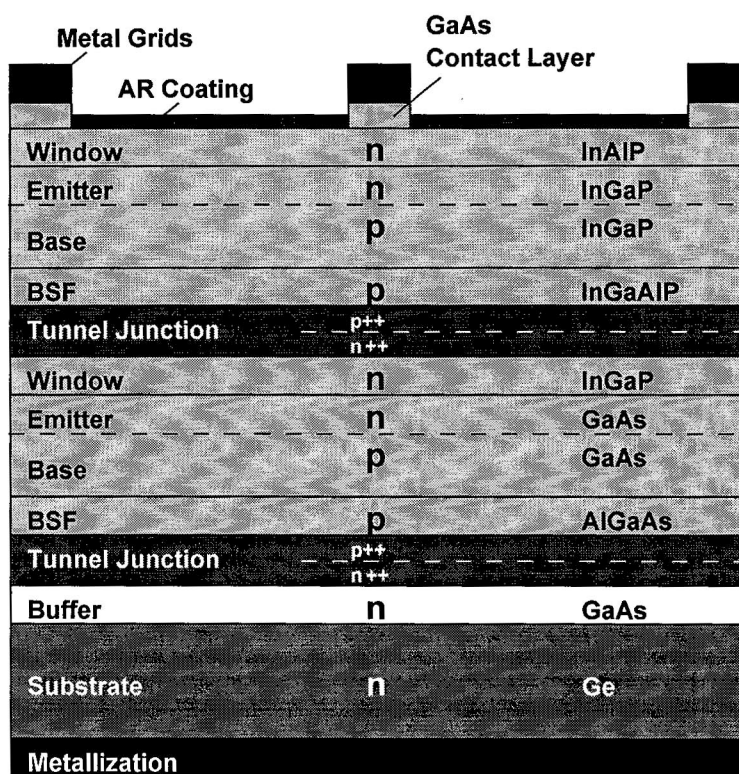 Metal Grids
GaAs
Contact Layer
AR Coating
Window n InAlP
Emitter n InGaP
Base p InGaP
BSF p InGaAlP
Tunnel Junction p++
n++
Window n InGaP
Emitter n GaAs
Base p GaAs
BSF p AlGaAs
Tunnel Junction p++
n++
Buffer n GaAs
Substrate n Ge
Metallization